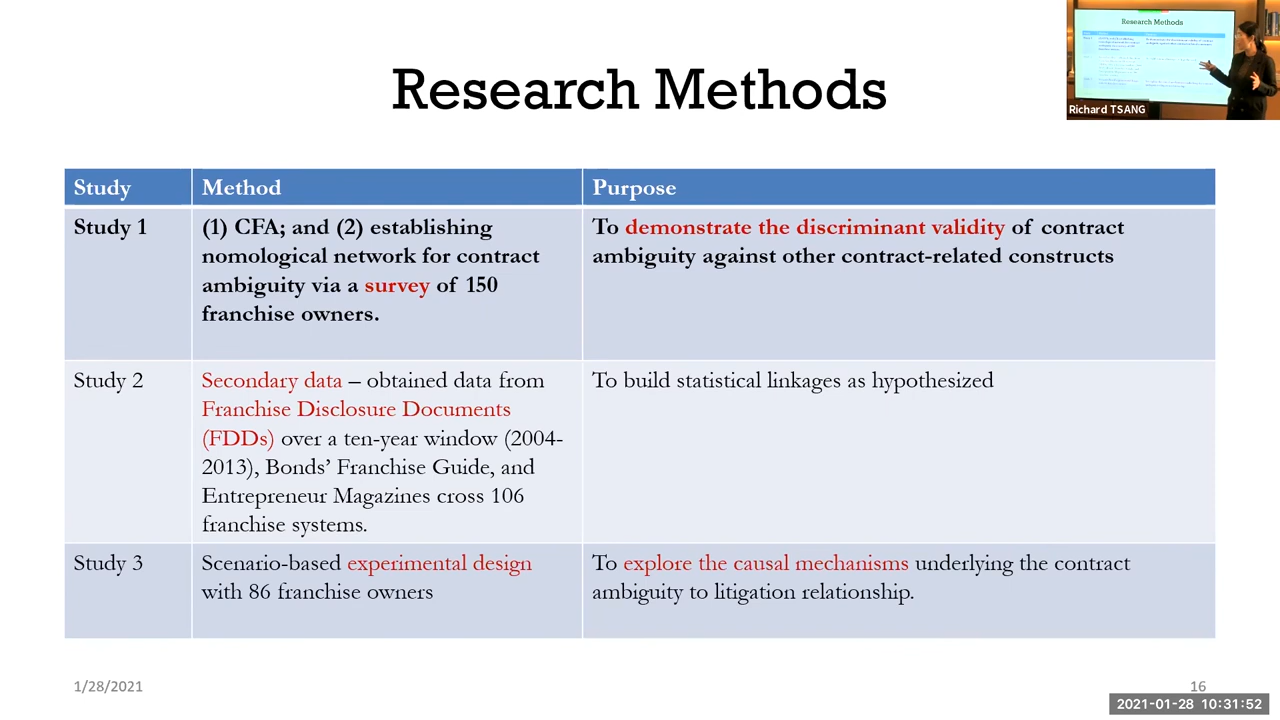 Research Methods
Research Methods
Richard TSANG
Study Method Purpose
Study 1
(1) CFA; and (2) establishing
nomological network for contract
ambiguity via a survey of 150
franchise owners.
To demonstrate the discriminant validity of contract
ambiguity against other contract-related constructs
Study 2
Secondary data – obtained data from
Franchise Disclosure Documents
(FDDs) over a ten-year window (2004-
2013), Bonds’ Franchise Guide, and
Entrepreneur Magazines cross 106
franchise systems.
To build statistical linkages as hypothesized
Study 3
Scenario-based experimental design
with 86 franchise owners
To explore the causal mechanisms underlying the contract
ambiguity to litigation relationship.
1/28/2021
16
2021-01-28 10:31:52